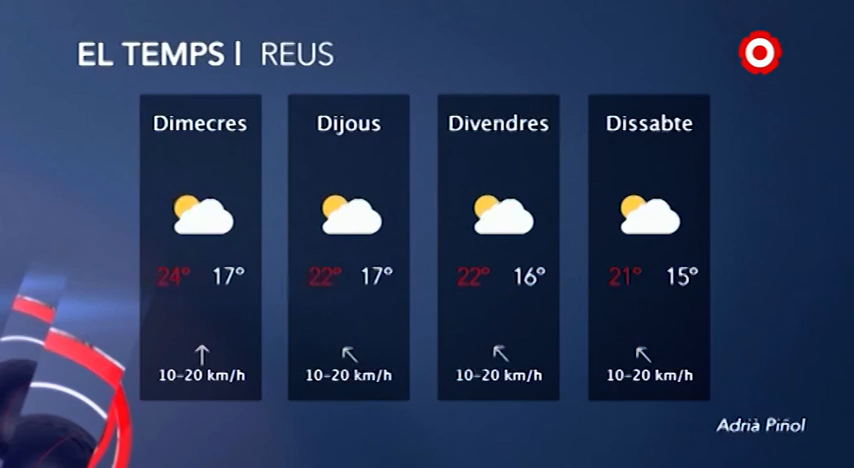 EL TEMPS | REUS
Dimecres Dijous Divendres Dissabte
24° 17° 22° 17° 22° 16° 21° 15°
10-20 km/h 10-20 km/h 10-20 km/h 10-20 km/h
Adrià Piñol